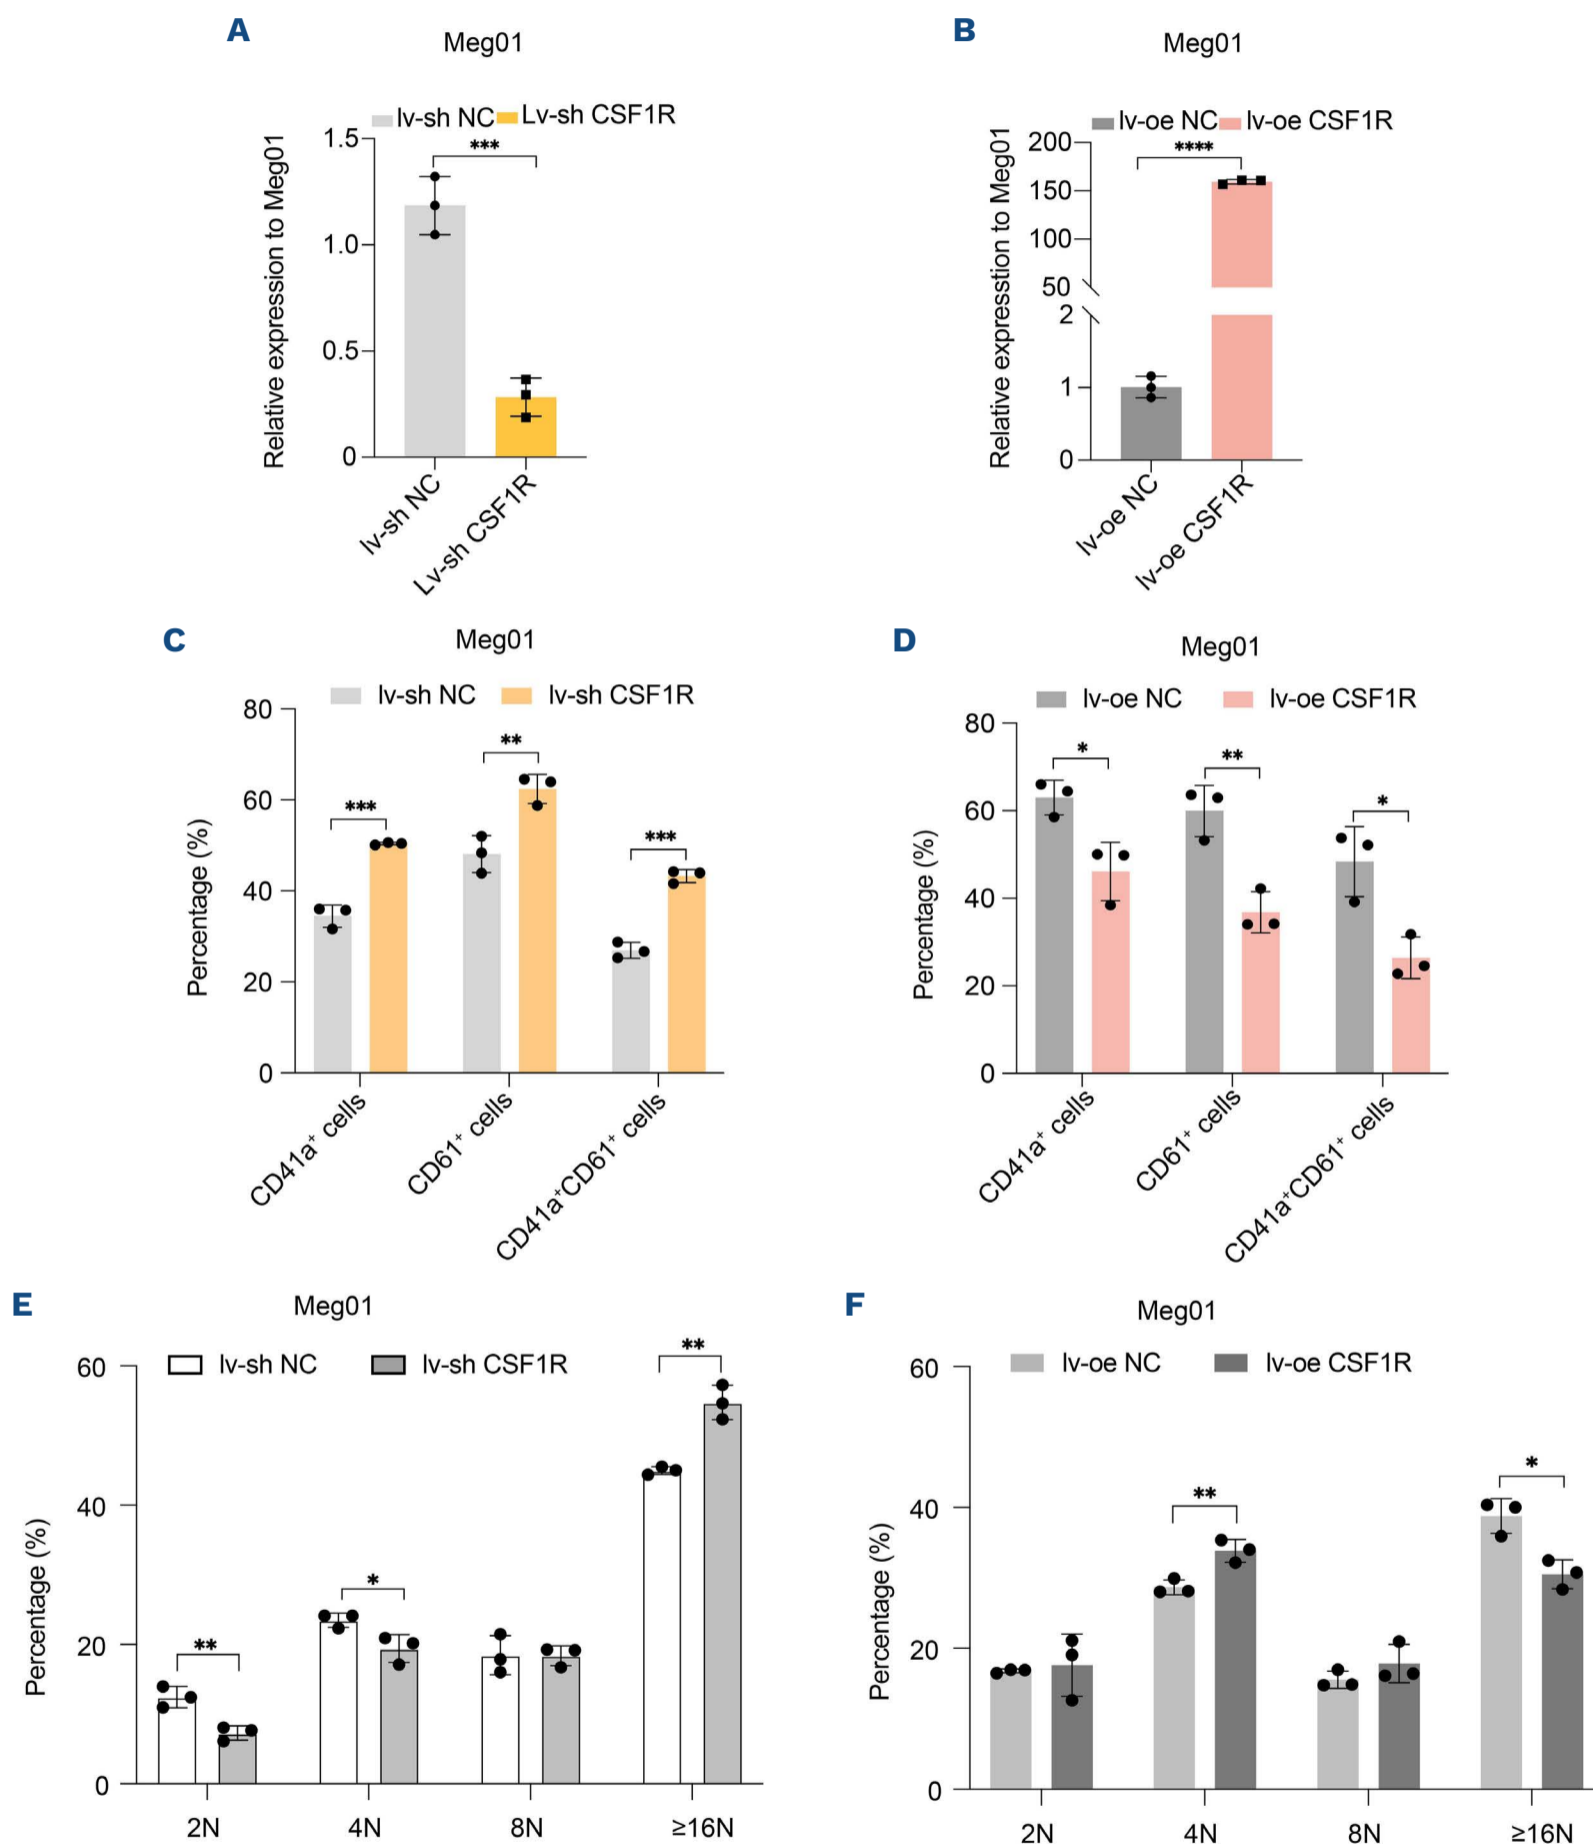 A
Meg01
lv-sh NC Lv-sh CSF1R
***
Relative expression to Meg01
1.5
1.0
0.5
0
lv-sh NC
Lv-sh CSF1R
B
Meg01
lv-oe NC lv-oe CSF1R
****
Relative expresstion to Meg01
200
150
100
50
2
1
0
lv-oe NC
lv-oe CSF1R
C
Meg01
lv-sh NC lv-sh CSF1R
Percentage (%)
80
60
40
20
0
***
**
***
CD41a⁺ cells
CD61⁺ cells
CD41a⁺CD61⁺ cells
D
Meg01
lv-oe NC lv-oe CSF1R
Percentage (%)
80
60
40
20
0
*
**
*
CD41a⁺ cells
CD61⁺ cells
CD41a⁺CD61⁺ cells
E
Meg01
lv-sh NC lv-sh CSF1R
Percentage (%)
60
40
20
0
**
*
**
2N 4N 8N ≥16N
F
Meg01
lv-oe NC lv-oe CSF1R
Percentage (%)
60
40
20
0
**
*
2N 4N 8N ≥16N